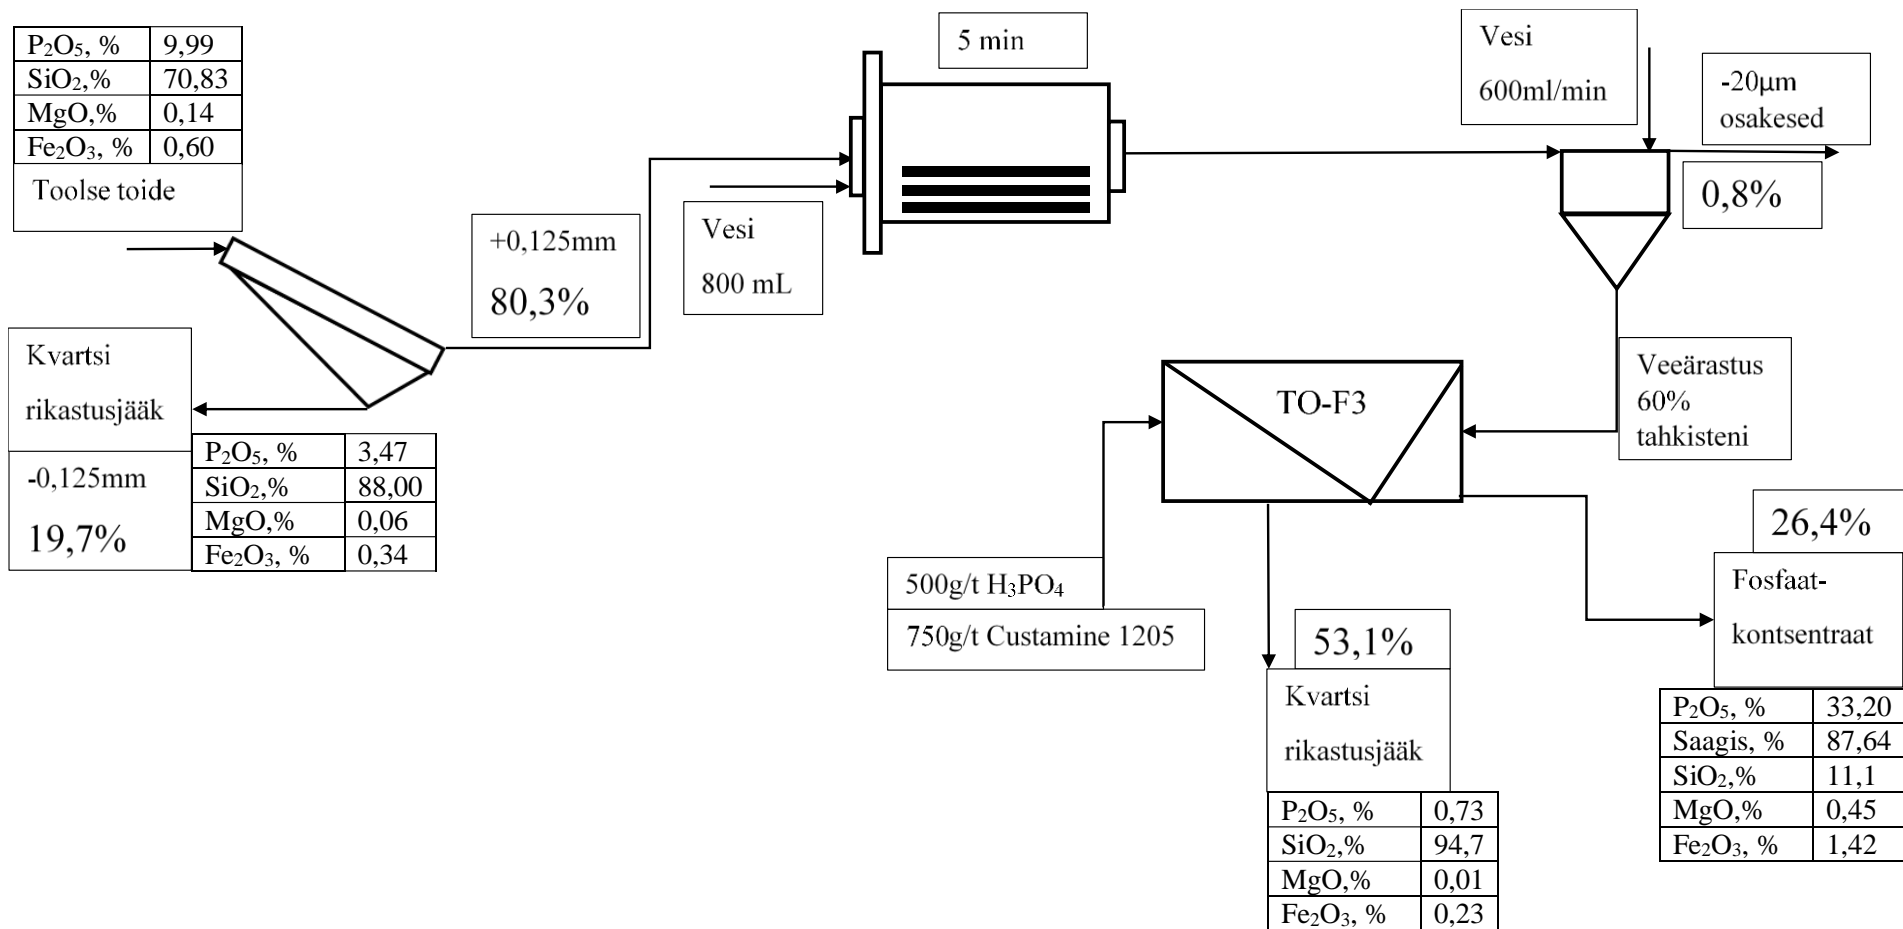 P₂O₅, % 9,99
SiO₂,% 70,83
MgO,% 0,14
Fe₂O₃, % 0,60
Toolse toide
+0,125mm
80,3%
Kvartsi
rikastusjääk
-0,125mm
19,7%
P₂O₅, % 3,47
SiO₂,% 88,00
MgO,% 0,06
Fe₂O₃, % 0,34
Vesi
800 mL
5 min
Vesi
600ml/min
-20µm
osakesed
0,8%
Veeärastus
60%
tahkisteni
TO-F3
500g/t H₃PO₄
750g/t Custamine 1205
53,1%
Kvartsi
rikastusjääk
P₂O₅, % 0,73
SiO₂,% 94,7
MgO,% 0,01
Fe₂O₃, % 0,23
26,4%
Fosfaat-
kontsentraat
P₂O₅, % 33,20
Saagis, % 87,64
SiO₂,% 11,1
MgO,% 0,45
Fe₂O₃, % 1,42